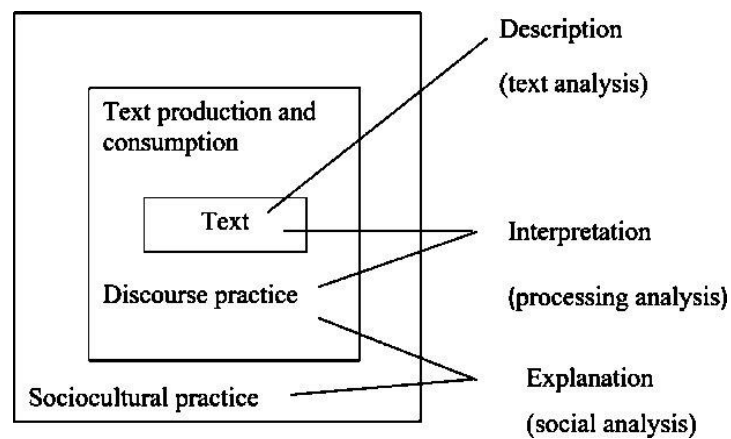 Description
(text analysis)
Text production and
consumption
Text
Interpretation
Discourse practice
(processing analysis)
Explanation
Sociocultural practice
(social analysis)